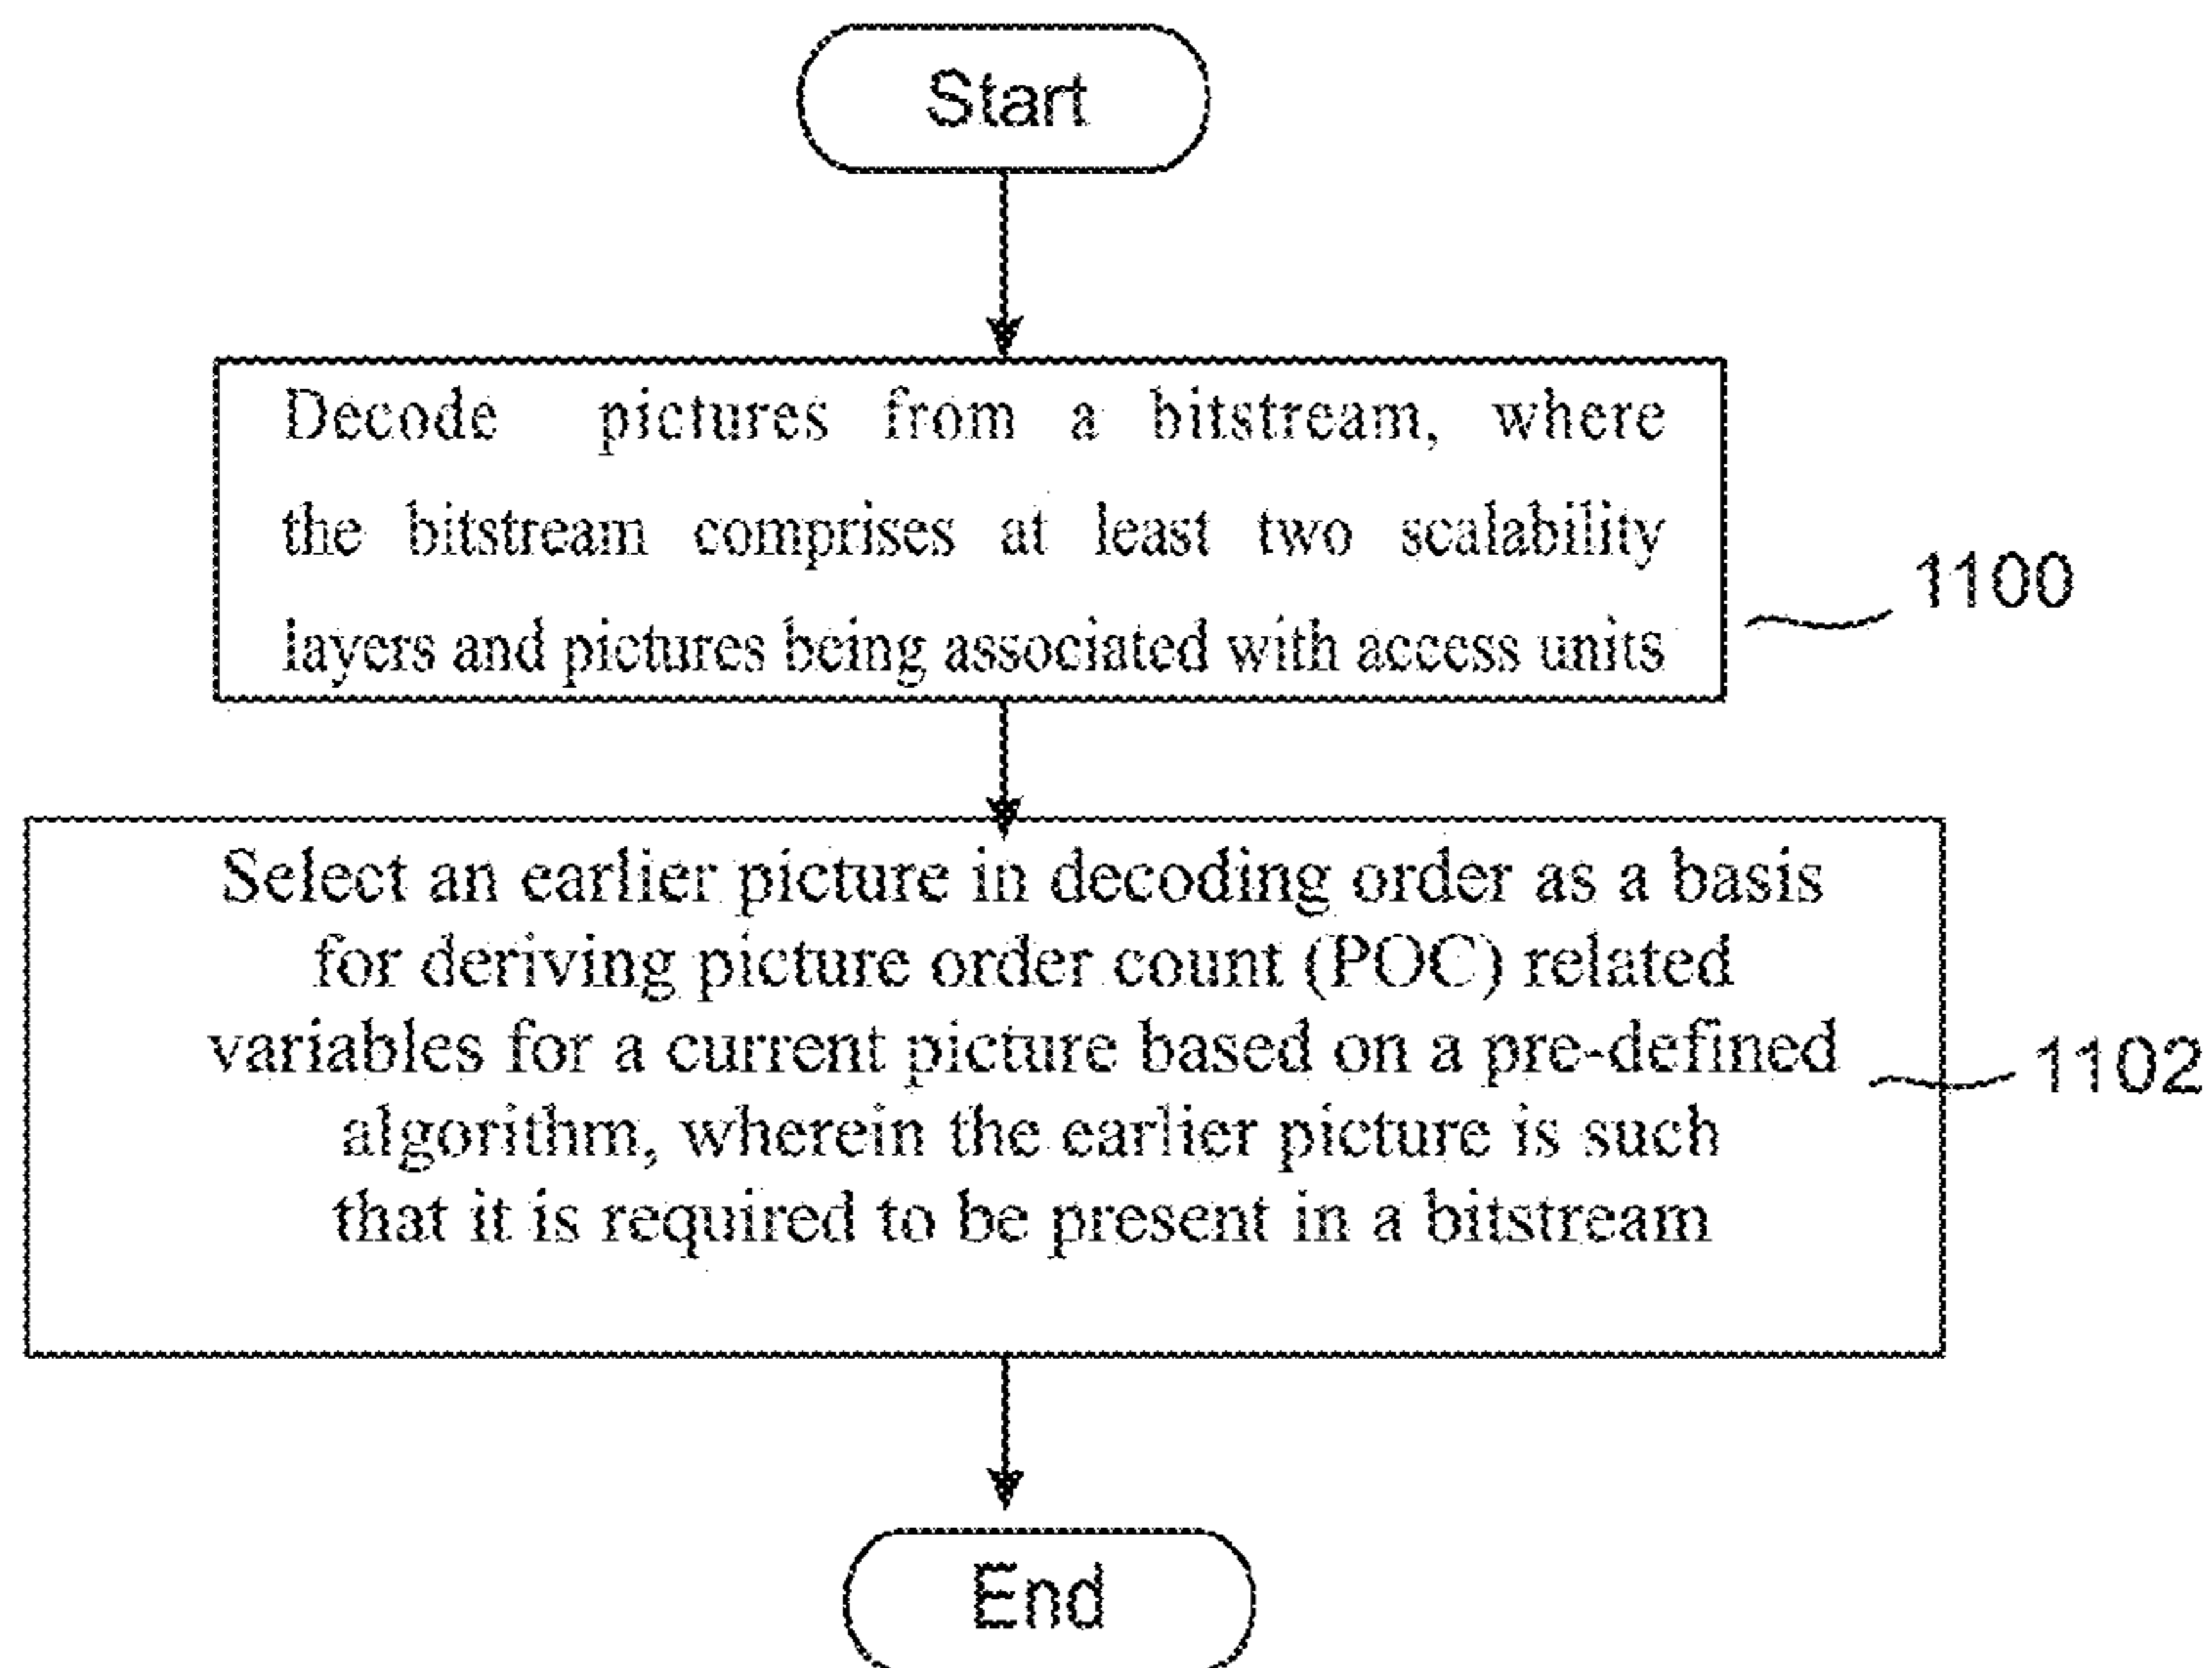 Start
Decode pictures from a bitstream, where
the bitstream comprises at least two scalability
layers and pictures being associated with access units
1100
Select an earlier picture in decoding order as a basis
for deriving picture order count (POC) related
variables for a current picture based on a pre-defined
algorithm, wherein the earlier picture is such
that it is required to be present in a bitstream
1102
End